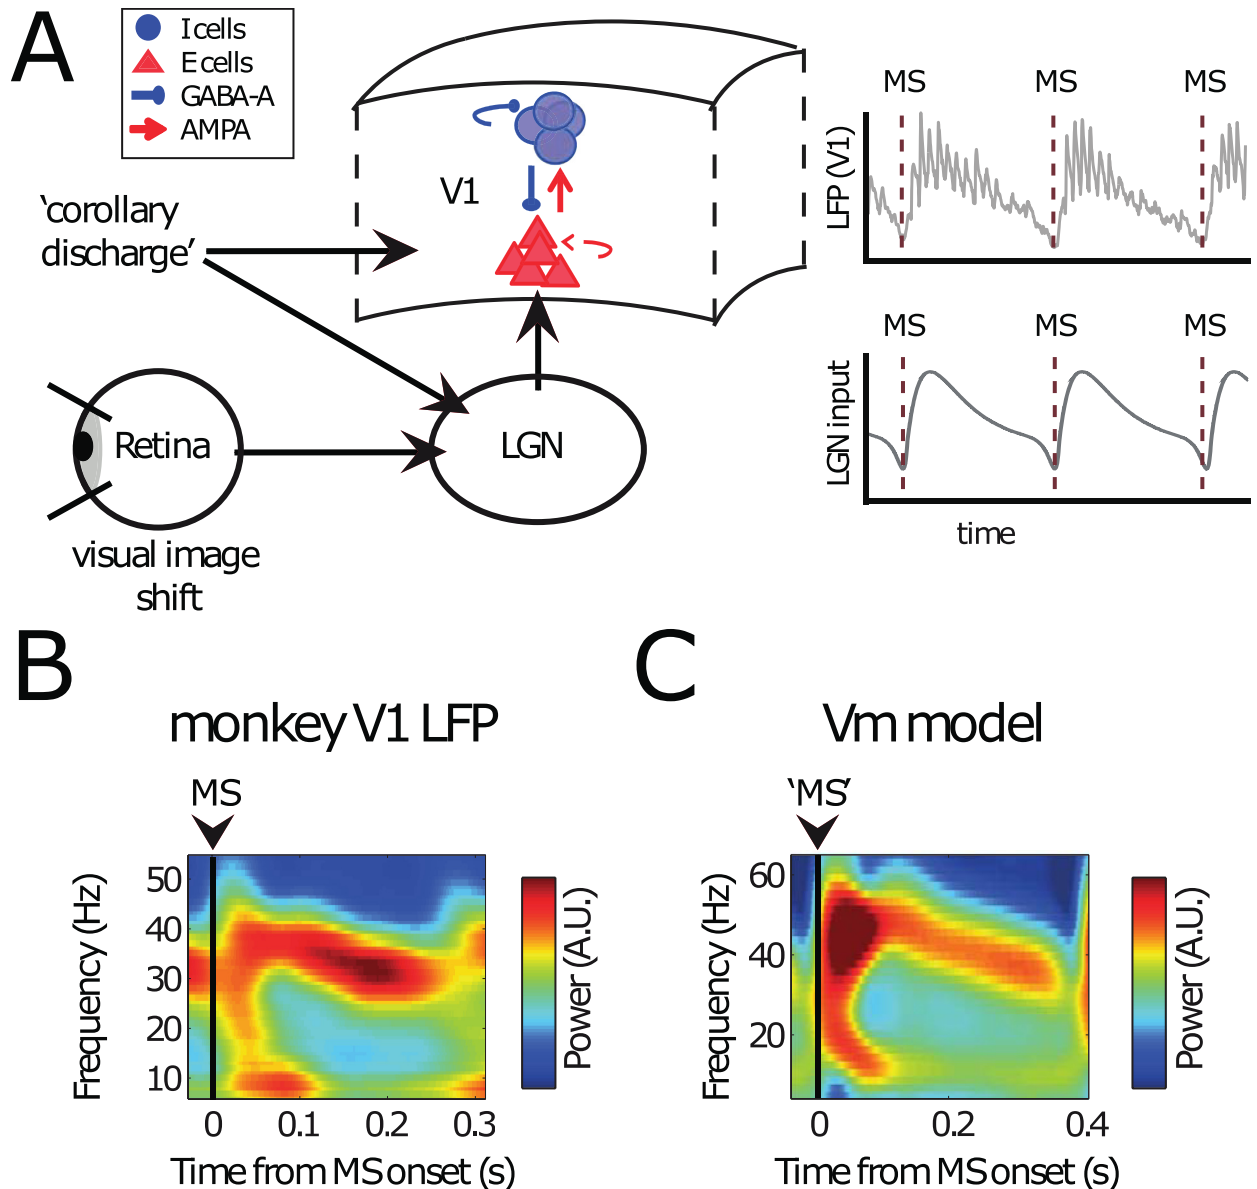 A
I cells
E cells
GABA-A
AMPA
V1
'corollary
discharge'
Retina
LGN
visual image
shift
MS MS MS
LFP (V1)
MS MS MS
LGN input
time
B
monkey V1 LFP
MS
50
40
30
20
10
Frequency (Hz)
0 0.1 0.2 0.3
Time from MS onset (s)
Power (A.U.)
C
Vm model
'MS'
60
40
20
Frequency (Hz)
0 0.2 0.4
Time from MS onset (s)
Power (A.U.)